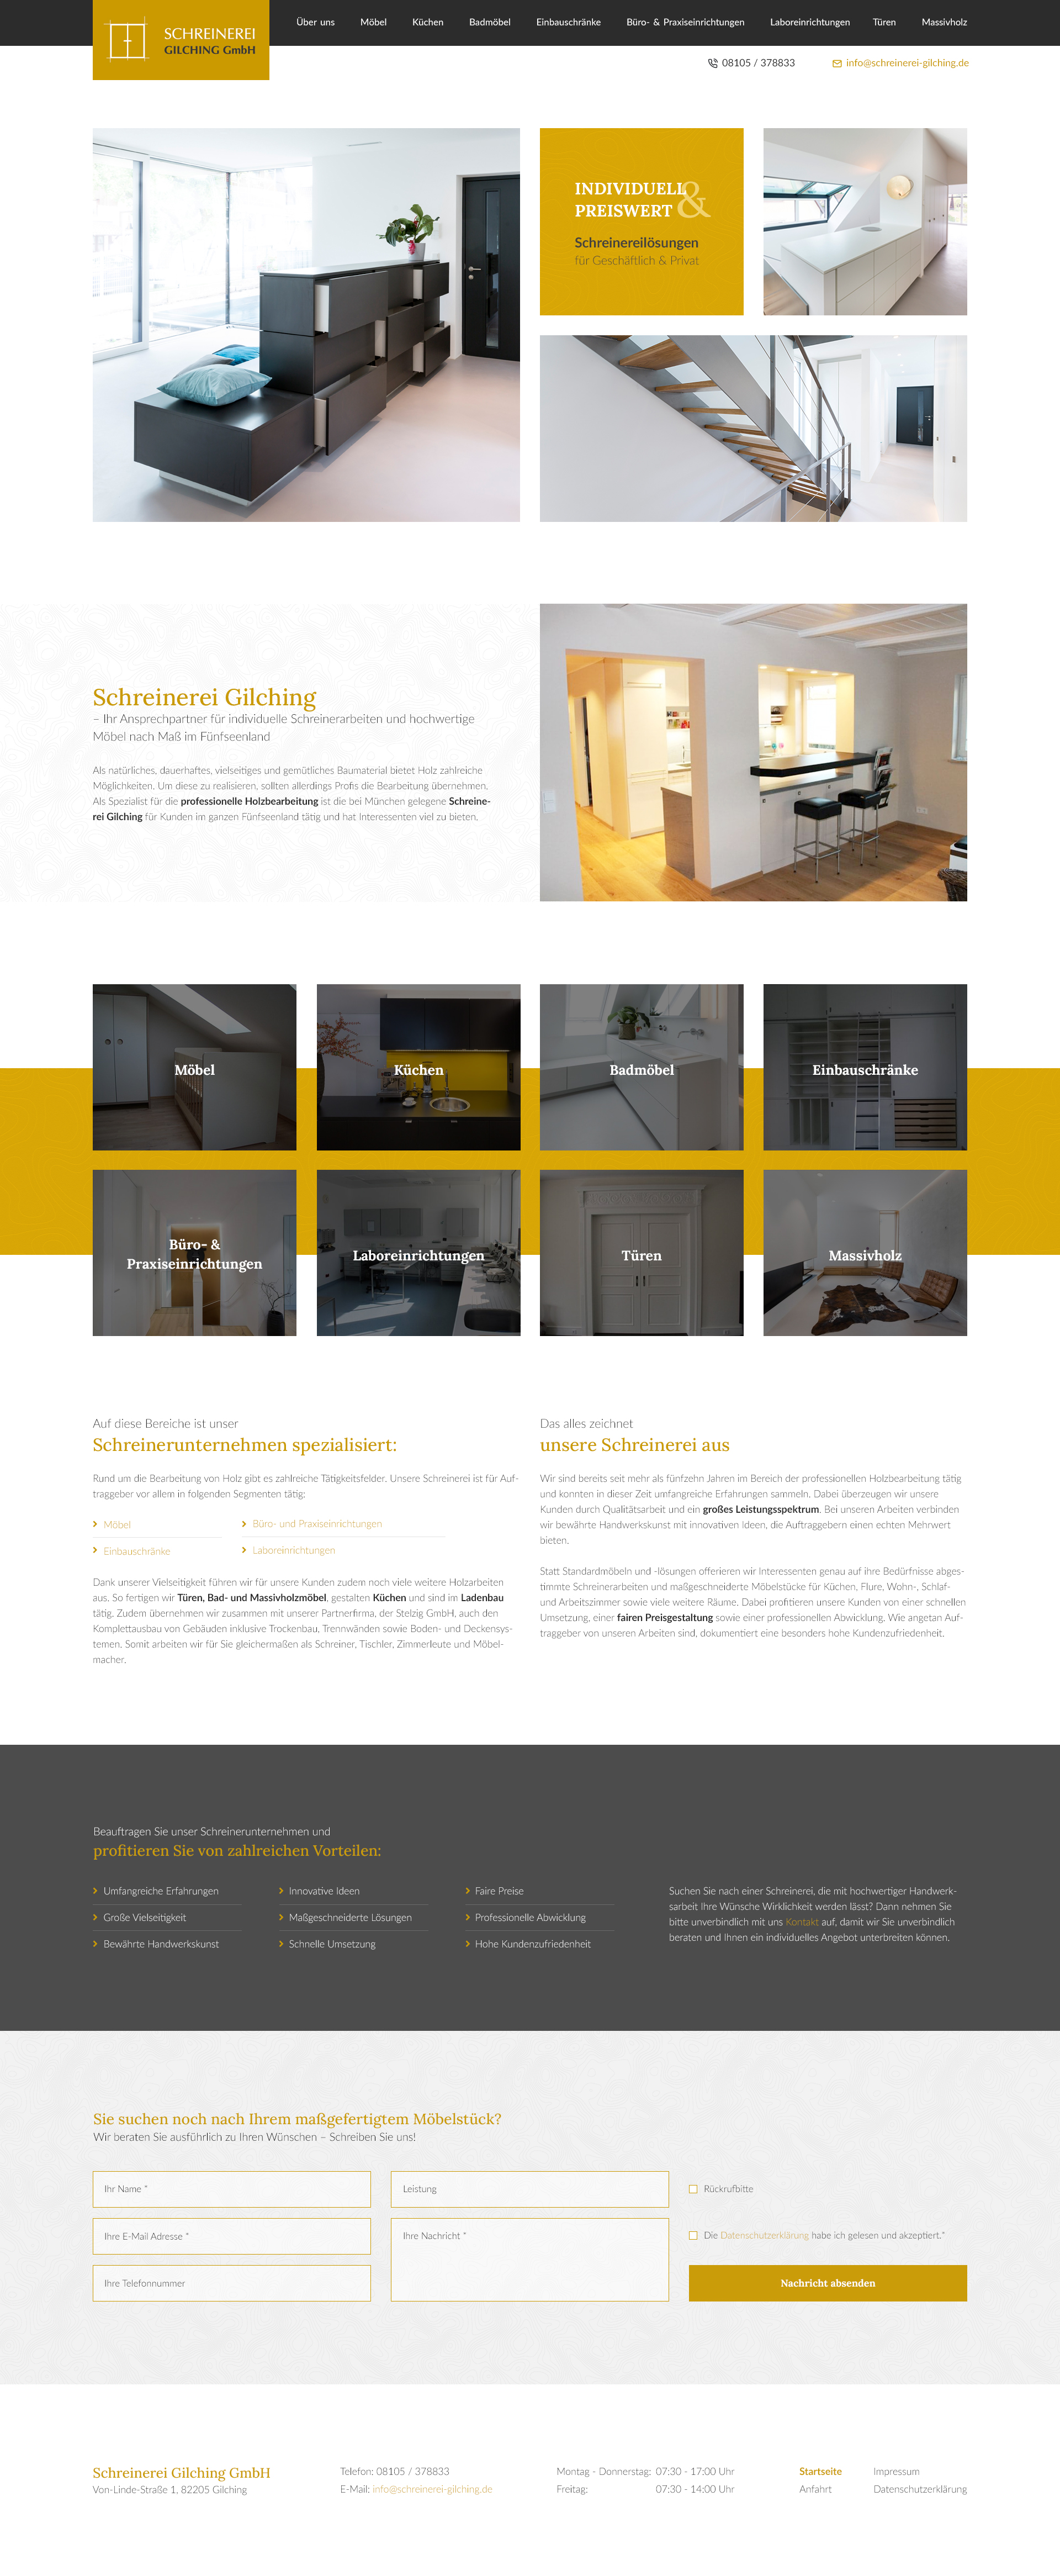 SCHREINEREI
GILCHING GmbH
Über uns Möbel Küchen Badmöbel Einbauschränke Büro- & Praxiseinrichtungen Laboreinrichtungen Türen Massivholz
08105 / 378833 info@schreinerei-gilching.de
INDIVIDUELL &
PREISWERT
Schreinereilösungen
für Geschäftlich & Privat
Schreinerei Gilching
– Ihr Ansprechpartner für individuelle Schreinerarbeiten und hochwertige
Möbel nach Maß im Fünfseenland
Als natürliches, dauerhaftes, vielseitiges und gemütliches Baumaterial bietet Holz zahlreiche
Möglichkeiten. Um diese zu realisieren, sollten allerdings Profis die Bearbeitung übernehmen.
Als Spezialist für die professionelle Holzbearbeitung ist die bei München gelegene Schreine-
rei Gilching für Kunden im ganzen Fünfseenland tätig und hat Interessenten viel zu bieten.
Möbel
Küchen
Badmöbel
Einbauschränke
Büro- &
Praxiseinrichtungen
Laboreinrichtungen
Türen
Massivholz
Auf diese Bereiche ist unser
Schreinerunternehmen spezialisiert:
Rund um die Bearbeitung von Holz gibt es zahlreiche Tätigkeitsfelder. Unsere Schreinerei ist für Auf-
traggeber vor allem in folgenden Segmenten tätig:
Möbel
Büro- und Praxiseinrichtungen
Einbauschränke
Laboreinrichtungen
Dank unserer Vielseitigkeit führen wir für unsere Kunden zudem noch viele weitere Holzarbeiten
aus. So fertigen wir Türen, Bad- und Massivholzmöbel, gestalten Küchen und sind im Ladenbau
tätig. Zudem übernehmen wir zusammen mit unserer Partnerfirma, der Stelzig GmbH, auch den
Komplettausbau von Gebäuden inklusive Trockenbau, Trennwänden sowie Boden- und Deckensys-
temen. Somit arbeiten wir für Sie gleichermaßen als Schreiner, Tischler, Zimmerleute und Möbel-
macher.
Das alles zeichnet
unsere Schreinerei aus
Wir sind bereits seit mehr als fünfzehn Jahren im Bereich der professionellen Holzbearbeitung tätig
und konnten in dieser Zeit umfangreiche Erfahrungen sammeln. Dabei überzeugen wir unsere
Kunden durch Qualitätsarbeit und ein großes Leistungsspektrum. Bei unseren Arbeiten verbinden
wir bewährte Handwerkskunst mit innovativen Ideen, die Auftraggebern einen echten Mehrwert
bieten.
Statt Standardmöbeln und -lösungen offerieren wir Interessenten genau auf ihre Bedürfnisse abges-
timmte Schreinerarbeiten und maßgeschneiderte Möbelstücke für Küchen, Flure, Wohn-, Schlaf-
und Arbeitszimmer sowie viele weitere Räume. Dabei profitieren unsere Kunden von einer schnellen
Umsetzung, einer fairen Preisgestaltung sowie einer professionellen Abwicklung. Wie angetan Auf-
traggeber von unseren Arbeiten sind, dokumentiert eine besonders hohe Kundenzufriedenheit.
Beauftragen Sie unser Schreinerunternehmen und
profitieren Sie von zahlreichen Vorteilen:
Umfangreiche Erfahrungen
Große Vielseitigkeit
Bewährte Handwerkskunst
Innovative Ideen
Maßgeschneiderte Lösungen
Schnelle Umsetzung
Faire Preise
Professionelle Abwicklung
Hohe Kundenzufriedenheit
Suchen Sie nach einer Schreinerei, die mit hochwertiger Handwerk-
sarbeit Ihre Wünsche Wirklichkeit werden lässt? Dann nehmen Sie
bitte unverbindlich mit uns Kontakt auf, damit wir Sie unverbindlich
beraten und Ihnen ein individuelles Angebot unterbreiten können.
Sie suchen noch nach Ihrem maßgefertigtem Möbelstück?
Wir beraten Sie ausführlich zu Ihren Wünschen – Schreiben Sie uns!
Ihr Name *
Ihre E-Mail Adresse *
Ihre Telefonnummer
Leistung
Ihre Nachricht *
Rückrufbitte
Die Datenschutzerklärung habe ich gelesen und akzeptiert.*
Nachricht absenden
Schreinerei Gilching GmbH
Von-Linde-Straße 1, 82205 Gilching
Telefon: 08105 / 378833
E-Mail: info@schreinerei-gilching.de
Montag - Donnerstag: 07:30 - 17:00 Uhr
Freitag: 07:30 - 14:00 Uhr
Startseite
Anfahrt
Impressum
Datenschutzerklärung